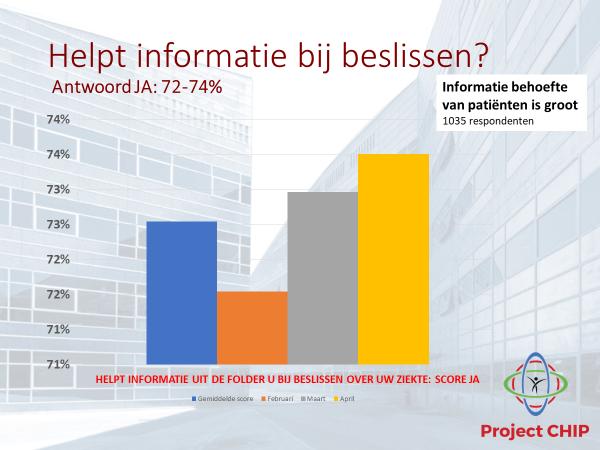 Helpt informatie bij beslissen?
Antwoord JA: 72-74%
Informatie behoefte
van patiënten is groot
1035 respondenten
74%
74%
73%
73%
72%
72%
71%
71%
HELPT INFORMATIE UIT DE FOLDER U BIJ BESLISSEN OVER UW ZIEKTE: SCORE JA
Gemiddelde score Februari Maart April
Project CHIP